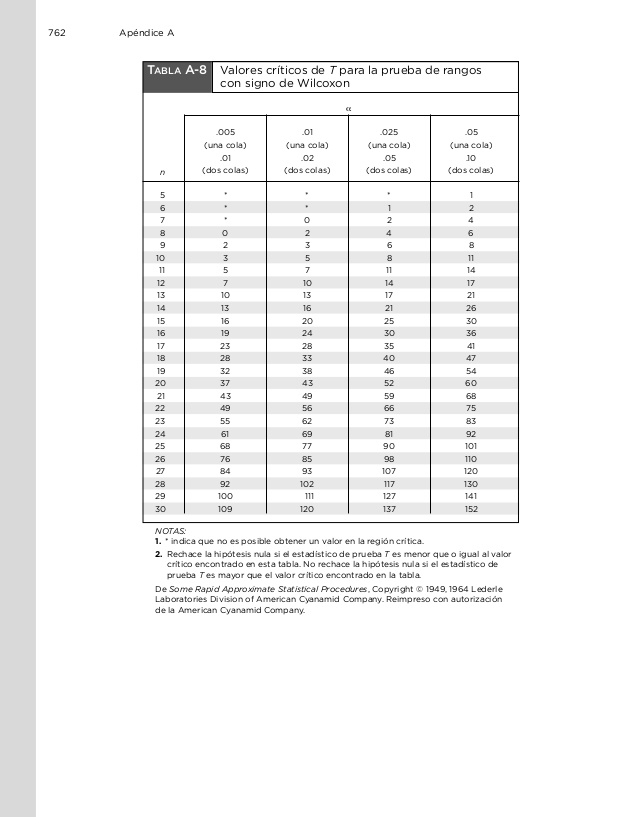 762 Apéndice A
TABLA A-8 Valores críticos de T para la prueba de rangos
con signo de Wilcoxon
α
.005 .01 .025 .05
(una cola) (una cola) (una cola) (una cola)
.01 .02 .05 .10
n (dos colas) (dos colas) (dos colas) (dos colas)
5 * * * 1
6 * * 1 2
7 * 0 2 4
8 0 2 4 6
9 2 3 6 8
10 3 5 8 11
11 5 7 11 14
12 7 10 14 17
13 10 13 17 21
14 13 16 21 26
15 16 20 25 30
16 19 24 30 36
17 23 28 35 41
18 28 33 40 47
19 32 38 46 54
20 37 43 52 60
21 43 49 59 68
22 49 56 66 75
23 55 62 73 83
24 61 69 81 92
25 68 77 90 101
26 76 85 98 110
27 84 93 107 120
28 92 102 117 130
29 100 111 127 141
30 109 120 137 152
NOTAS:
1. * indica que no es posible obtener un valor en la región crítica.
2. Rechace la hipótesis nula si el estadístico de prueba T es menor que o igual al valor
crítico encontrado en esta tabla. No rechace la hipótesis nula si el estadístico de
prueba T es mayor que el valor crítico encontrado en la tabla.
De Some Rapid Approximate Statistical Procedures, Copyright © 1949, 1964 Lederle
Laboratories Division of American Cyanamid Company. Reimpreso con autorización
de la American Cyanamid Company.